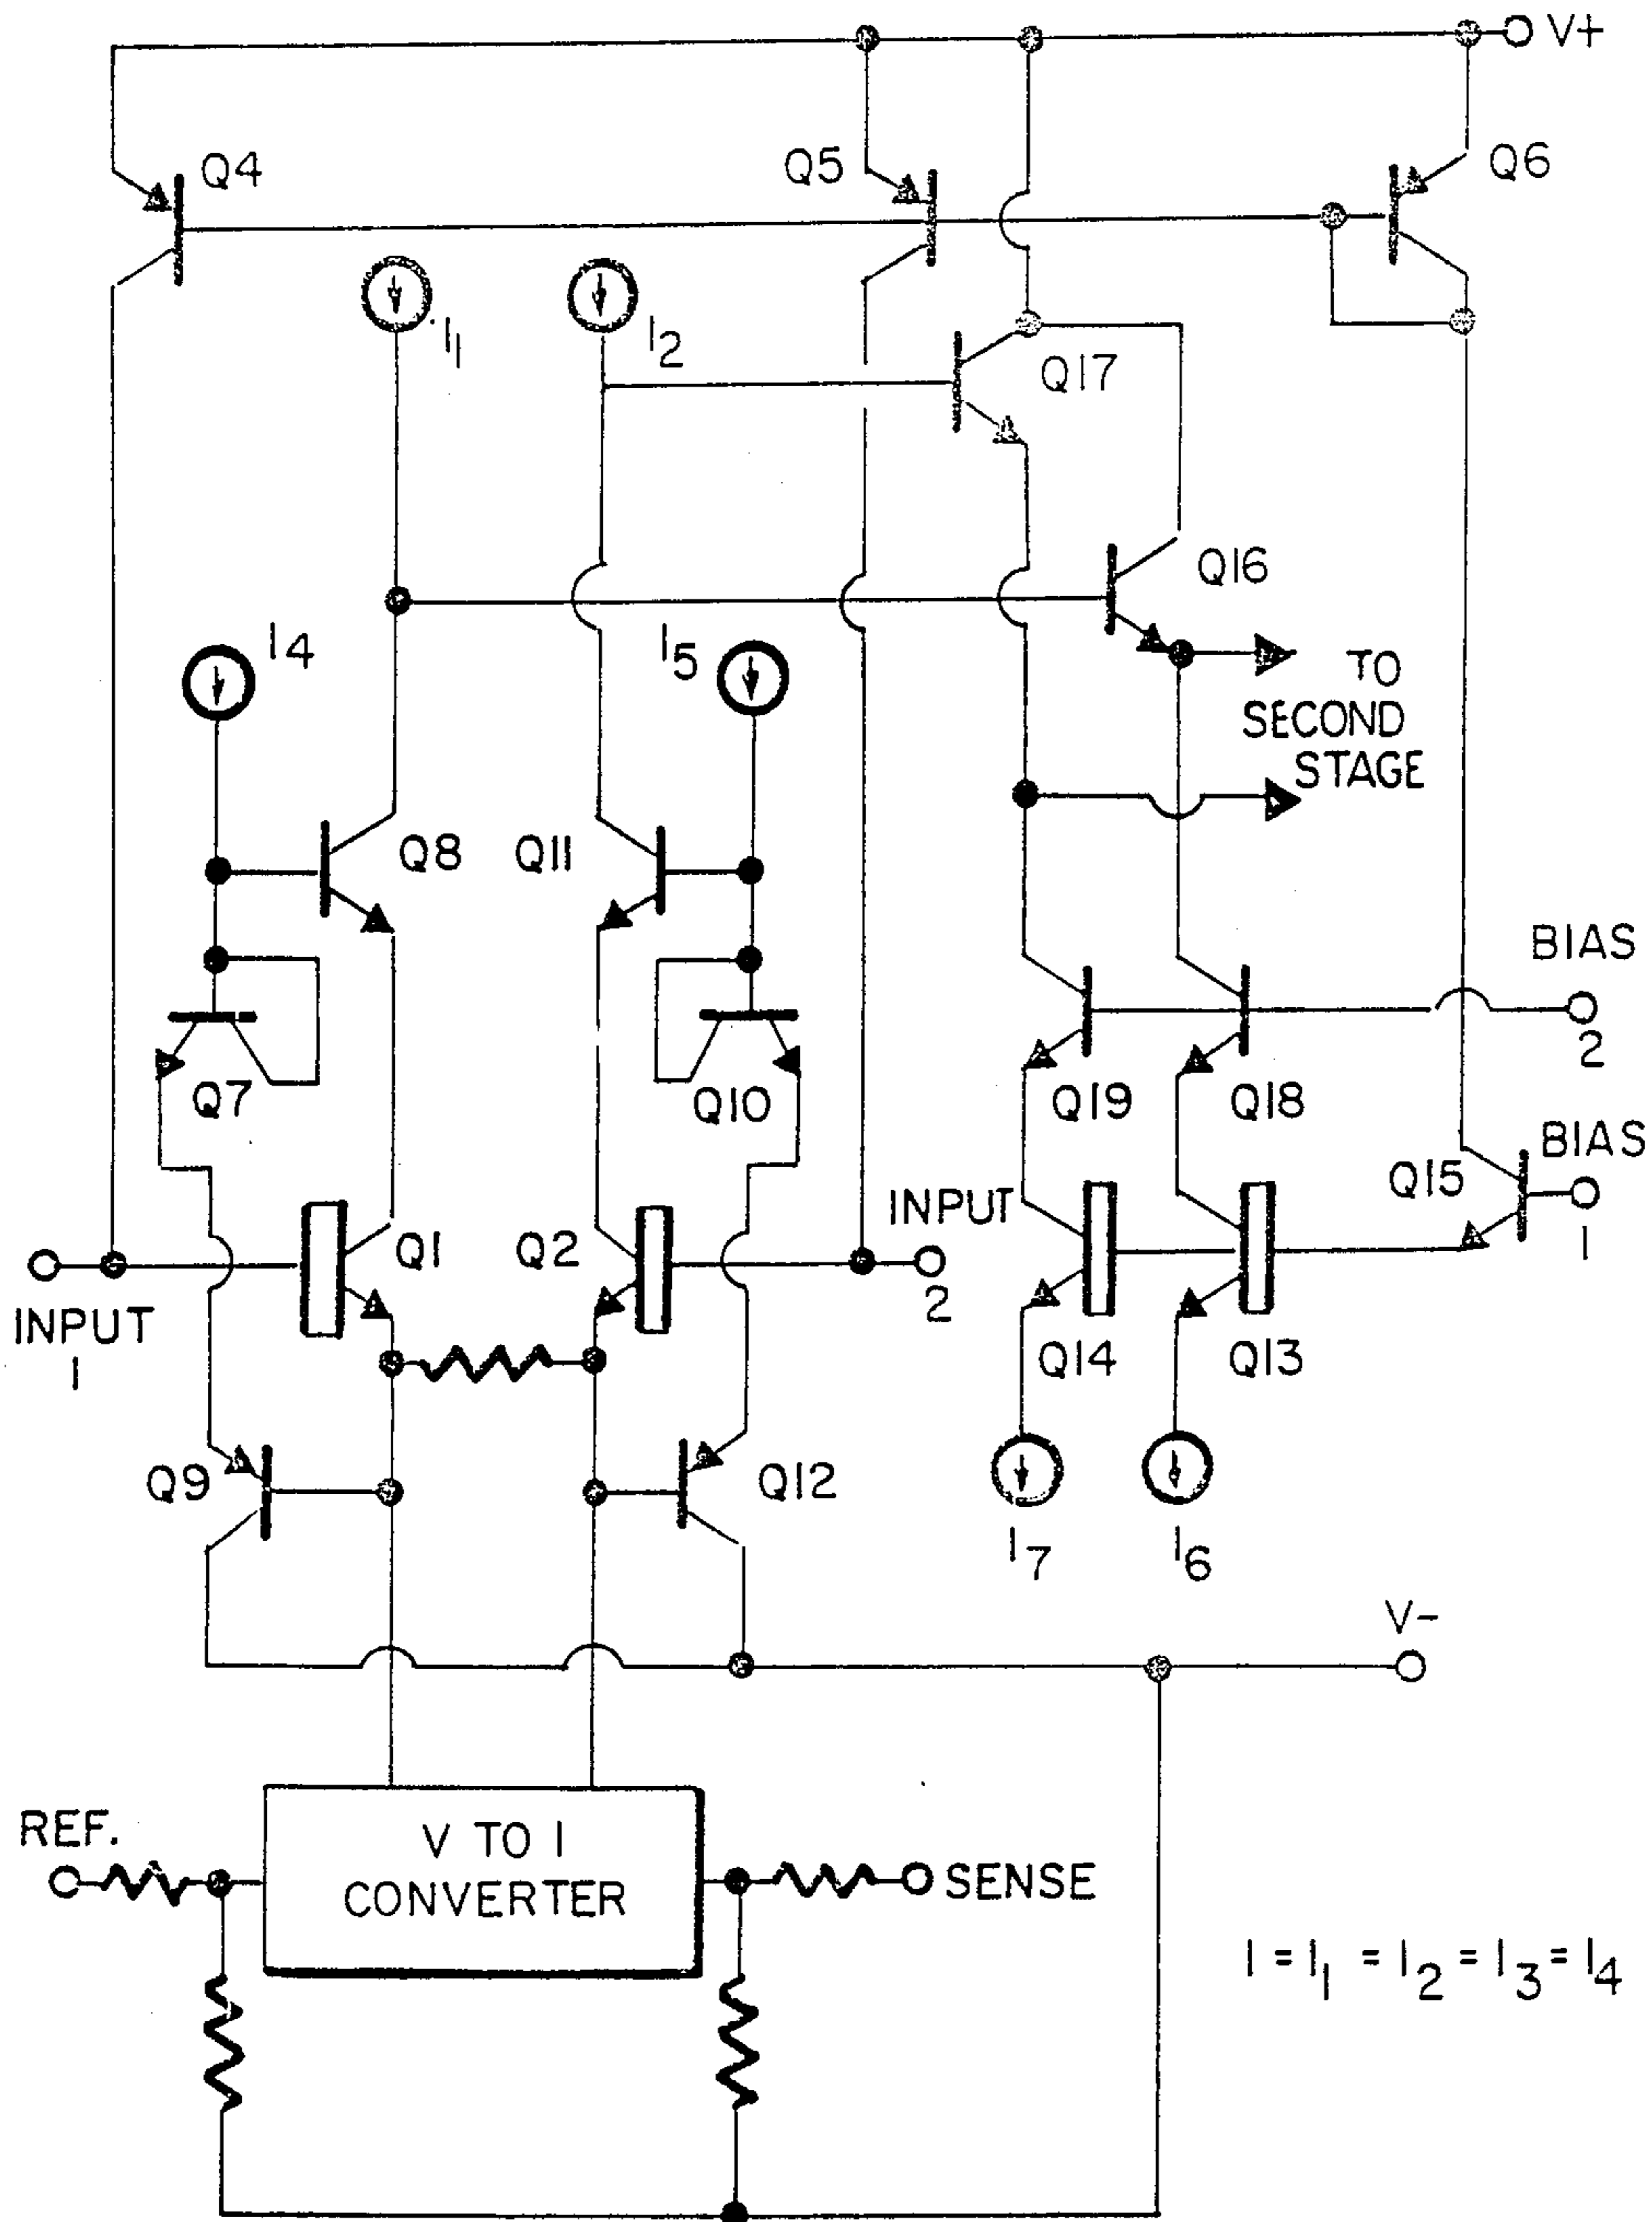 V+
Q4
Q5
Q6
I1
I2
Q17
Q16
I4
I5
TO
SECOND
STAGE
Q8
Q11
BIAS
2
Q7
Q10
Q19
Q18
BIAS
1
Q15
INPUT
2
Q1
Q2
INPUT
1
Q14
Q13
Q9
Q12
I7
I6
V-
REF.
V TO I
CONVERTER
SENSE
I = I1 = I2 = I3 = I4